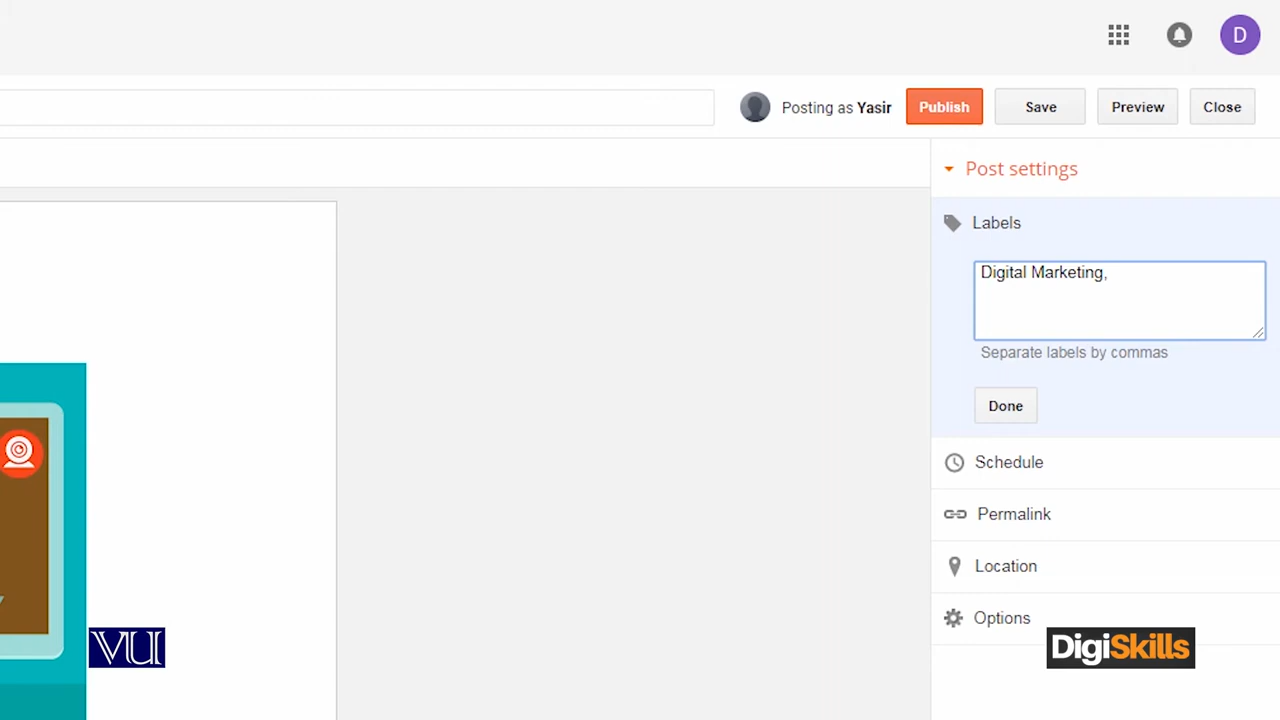 D
Posting as Yasir
Publish
Save
Preview
Close
Post settings
Labels
Digital Marketing,
Separate labels by commas
Done
Schedule
Permalink
Location
Options
VU
DigiSkills